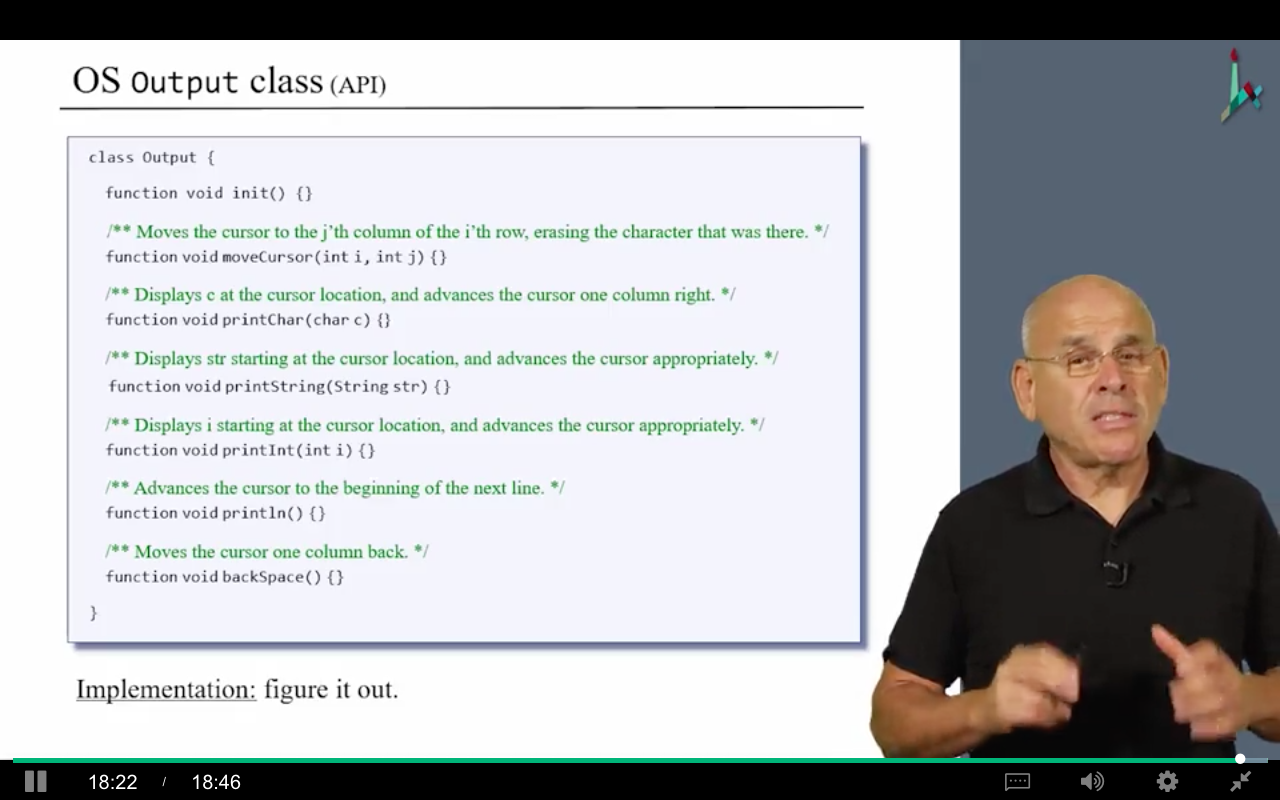 OS Output class (API)
class Output {
function void init() {}
/** Moves the cursor to the j’th column of the i’th row, erasing the character that was there. */
function void moveCursor(int i, int j) {}
/** Displays c at the cursor location, and advances the cursor one column right. */
function void printChar(char c) {}
/** Displays str starting at the cursor location, and advances the cursor appropriately. */
function void printString(String str) {}
/** Displays i starting at the cursor location, and advances the cursor appropriately. */
function void printInt(int i) {}
/** Advances the cursor to the beginning of the next line. */
function void println() {}
/** Moves the cursor one column back. */
function void backSpace() {}
}
Implementation: figure it out.
18:22 / 18:46